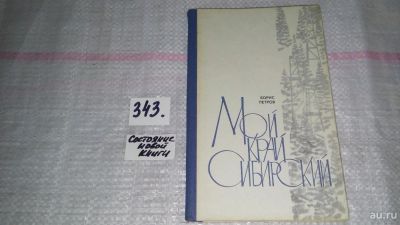 343.
СОСТОЯНИЕ
НОВОЙ
КНИГИ
БОРИС
ПЕТРОВ
МОЙ
КРАЙ
СИБИРСКИЙ
au.ru